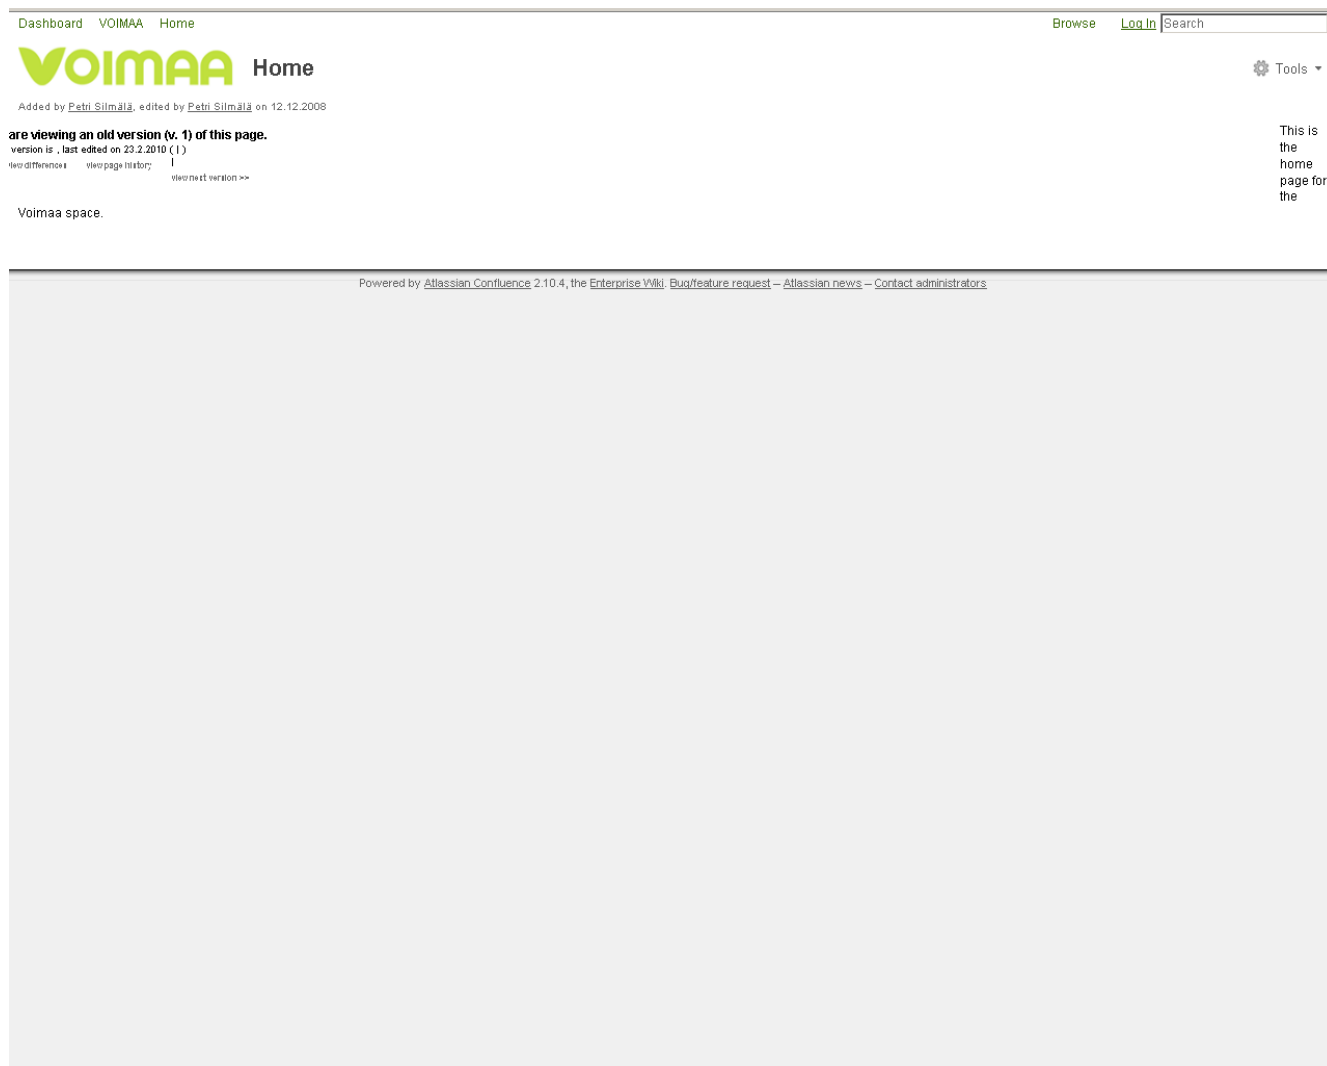 Dashboard VOIMAA Home Browse Log In Search
VOIMAA Home Tools
Added by Petri Silmälä, edited by Petri Silmälä on 12.12.2008
are viewing an old version (v. 1) of this page.
version is , last edited on 23.2.2010 ( | )
view differences view page history |
view next version >>
This is
the
home
page for
the
Voimaa space.
Powered by Atlassian Confluence 2.10.4, the Enterprise Wiki. Bug/feature request – Atlassian news – Contact administrators